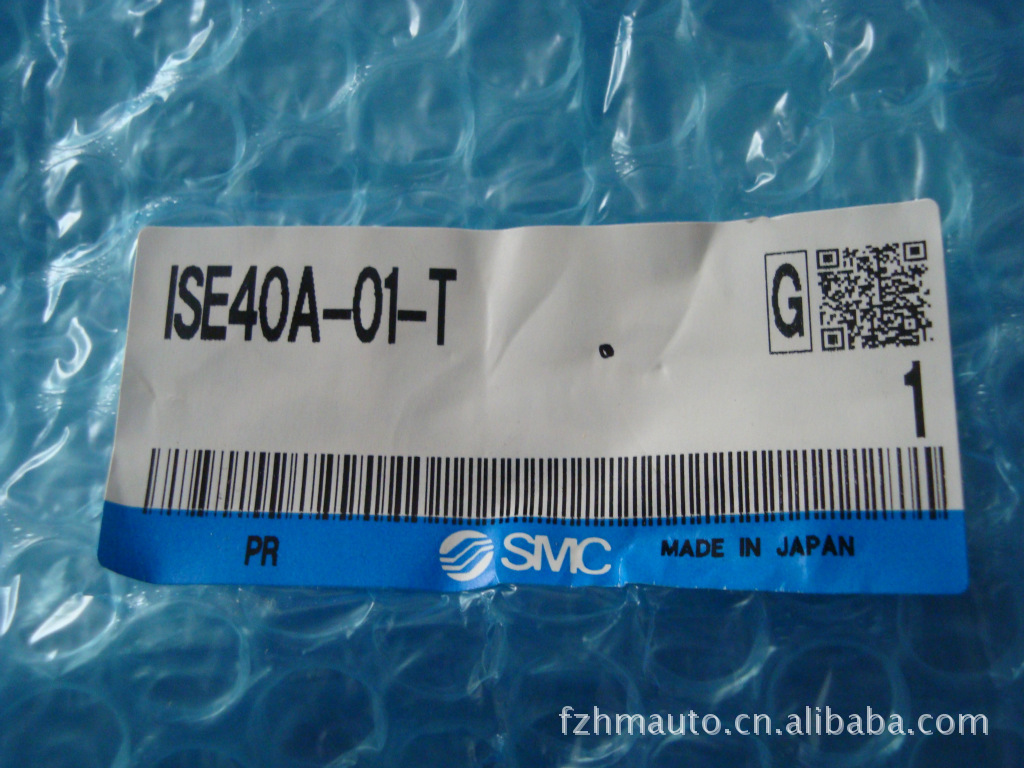 ISE40A-01-T
G
1
PR
SMC
MADE IN JAPAN
fzhmauto.cn.alibaba.com